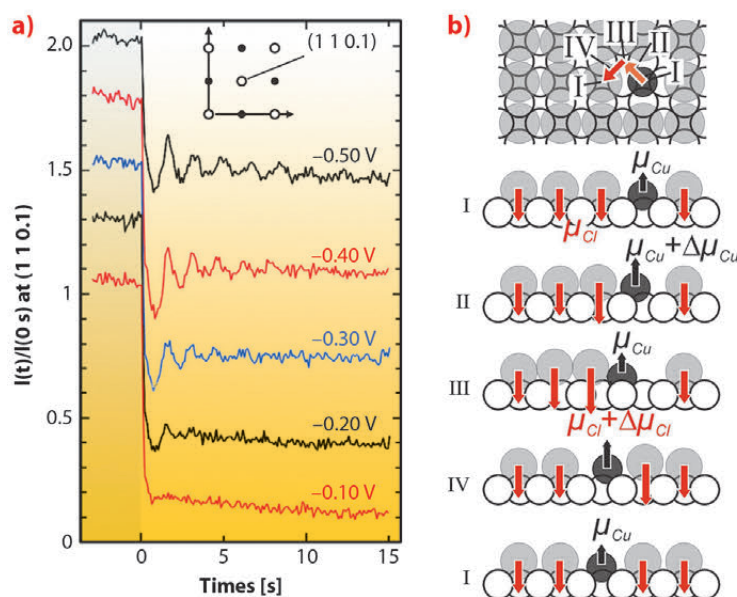 a)
I(t)/I(0 s) at (1 1 0.1)
2.0
1.5
1
0.5
0
(1 1 0.1)
−0.50 V
−0.40 V
−0.30 V
−0.20 V
−0.10 V
0
5
10
15
Times [s]
b)
III
IV
II
I
I
I
μCu
μCl
μCu+ΔμCu
II
μCu
III
μCl+ΔμCl
μCu
IV
μCu
I